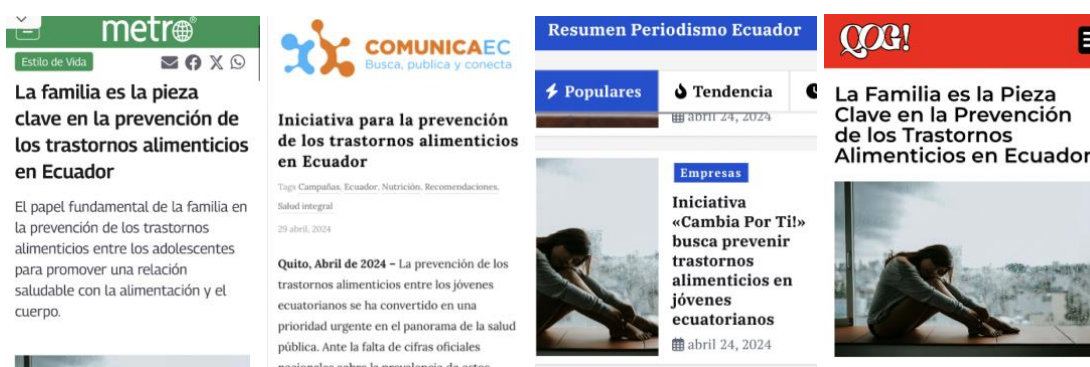 metro
Estilo de Vida
La familia es la pieza
clave en la prevención de
los trastornos alimenticios
en Ecuador
El papel fundamental de la familia en
la prevención de los trastornos
alimenticios entre los adolescentes
para promover una relación
saludable con la alimentación y el
cuerpo.
COMUNICAEC
Busca, publica y conecta
Iniciativa para la prevención
de los trastornos alimenticios
en Ecuador
Tags Campañas, Ecuador, Nutrición, Recomendaciones,
Salud integral
29 abril, 2024
Quito, Abril de 2024 – La prevención de los
trastornos alimenticios entre los jóvenes
ecuatorianos se ha convertido en una
prioridad urgente en el panorama de la salud
pública. Ante la falta de cifras oficiales
nacionales sobre la prevalencia de estos
Resumen Periodismo Ecuador
Populares
Tendencia
abril 24, 2024
Empresas
Iniciativa
«Cambia Por Ti!»
busca prevenir
trastornos
alimenticios en
jóvenes
ecuatorianos
abril 24, 2024
QOG!
La Familia es la Pieza
Clave en la Prevención
de los Trastornos
Alimenticios en Ecuador